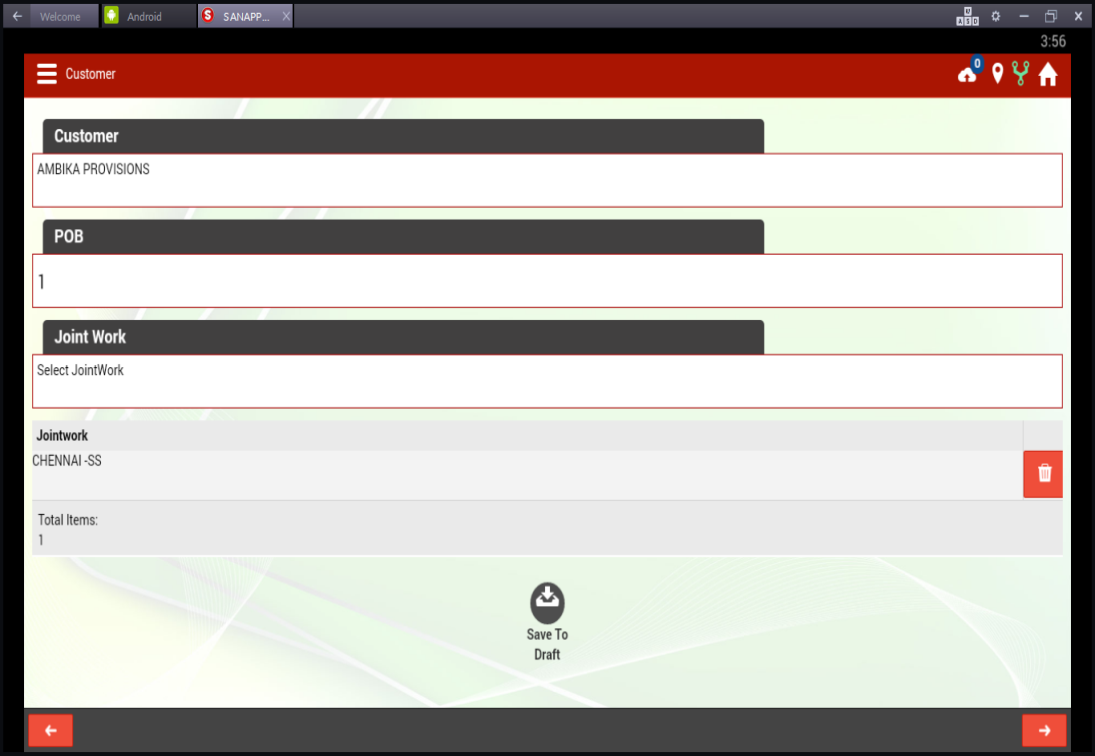 Welcome
Android
SANAPP...
3:56
Customer
0
Customer
AMBIKA PROVISIONS
POB
1
Joint Work
Select JointWork
Jointwork
CHENNAI -SS
Total Items:
1
Save To
Draft